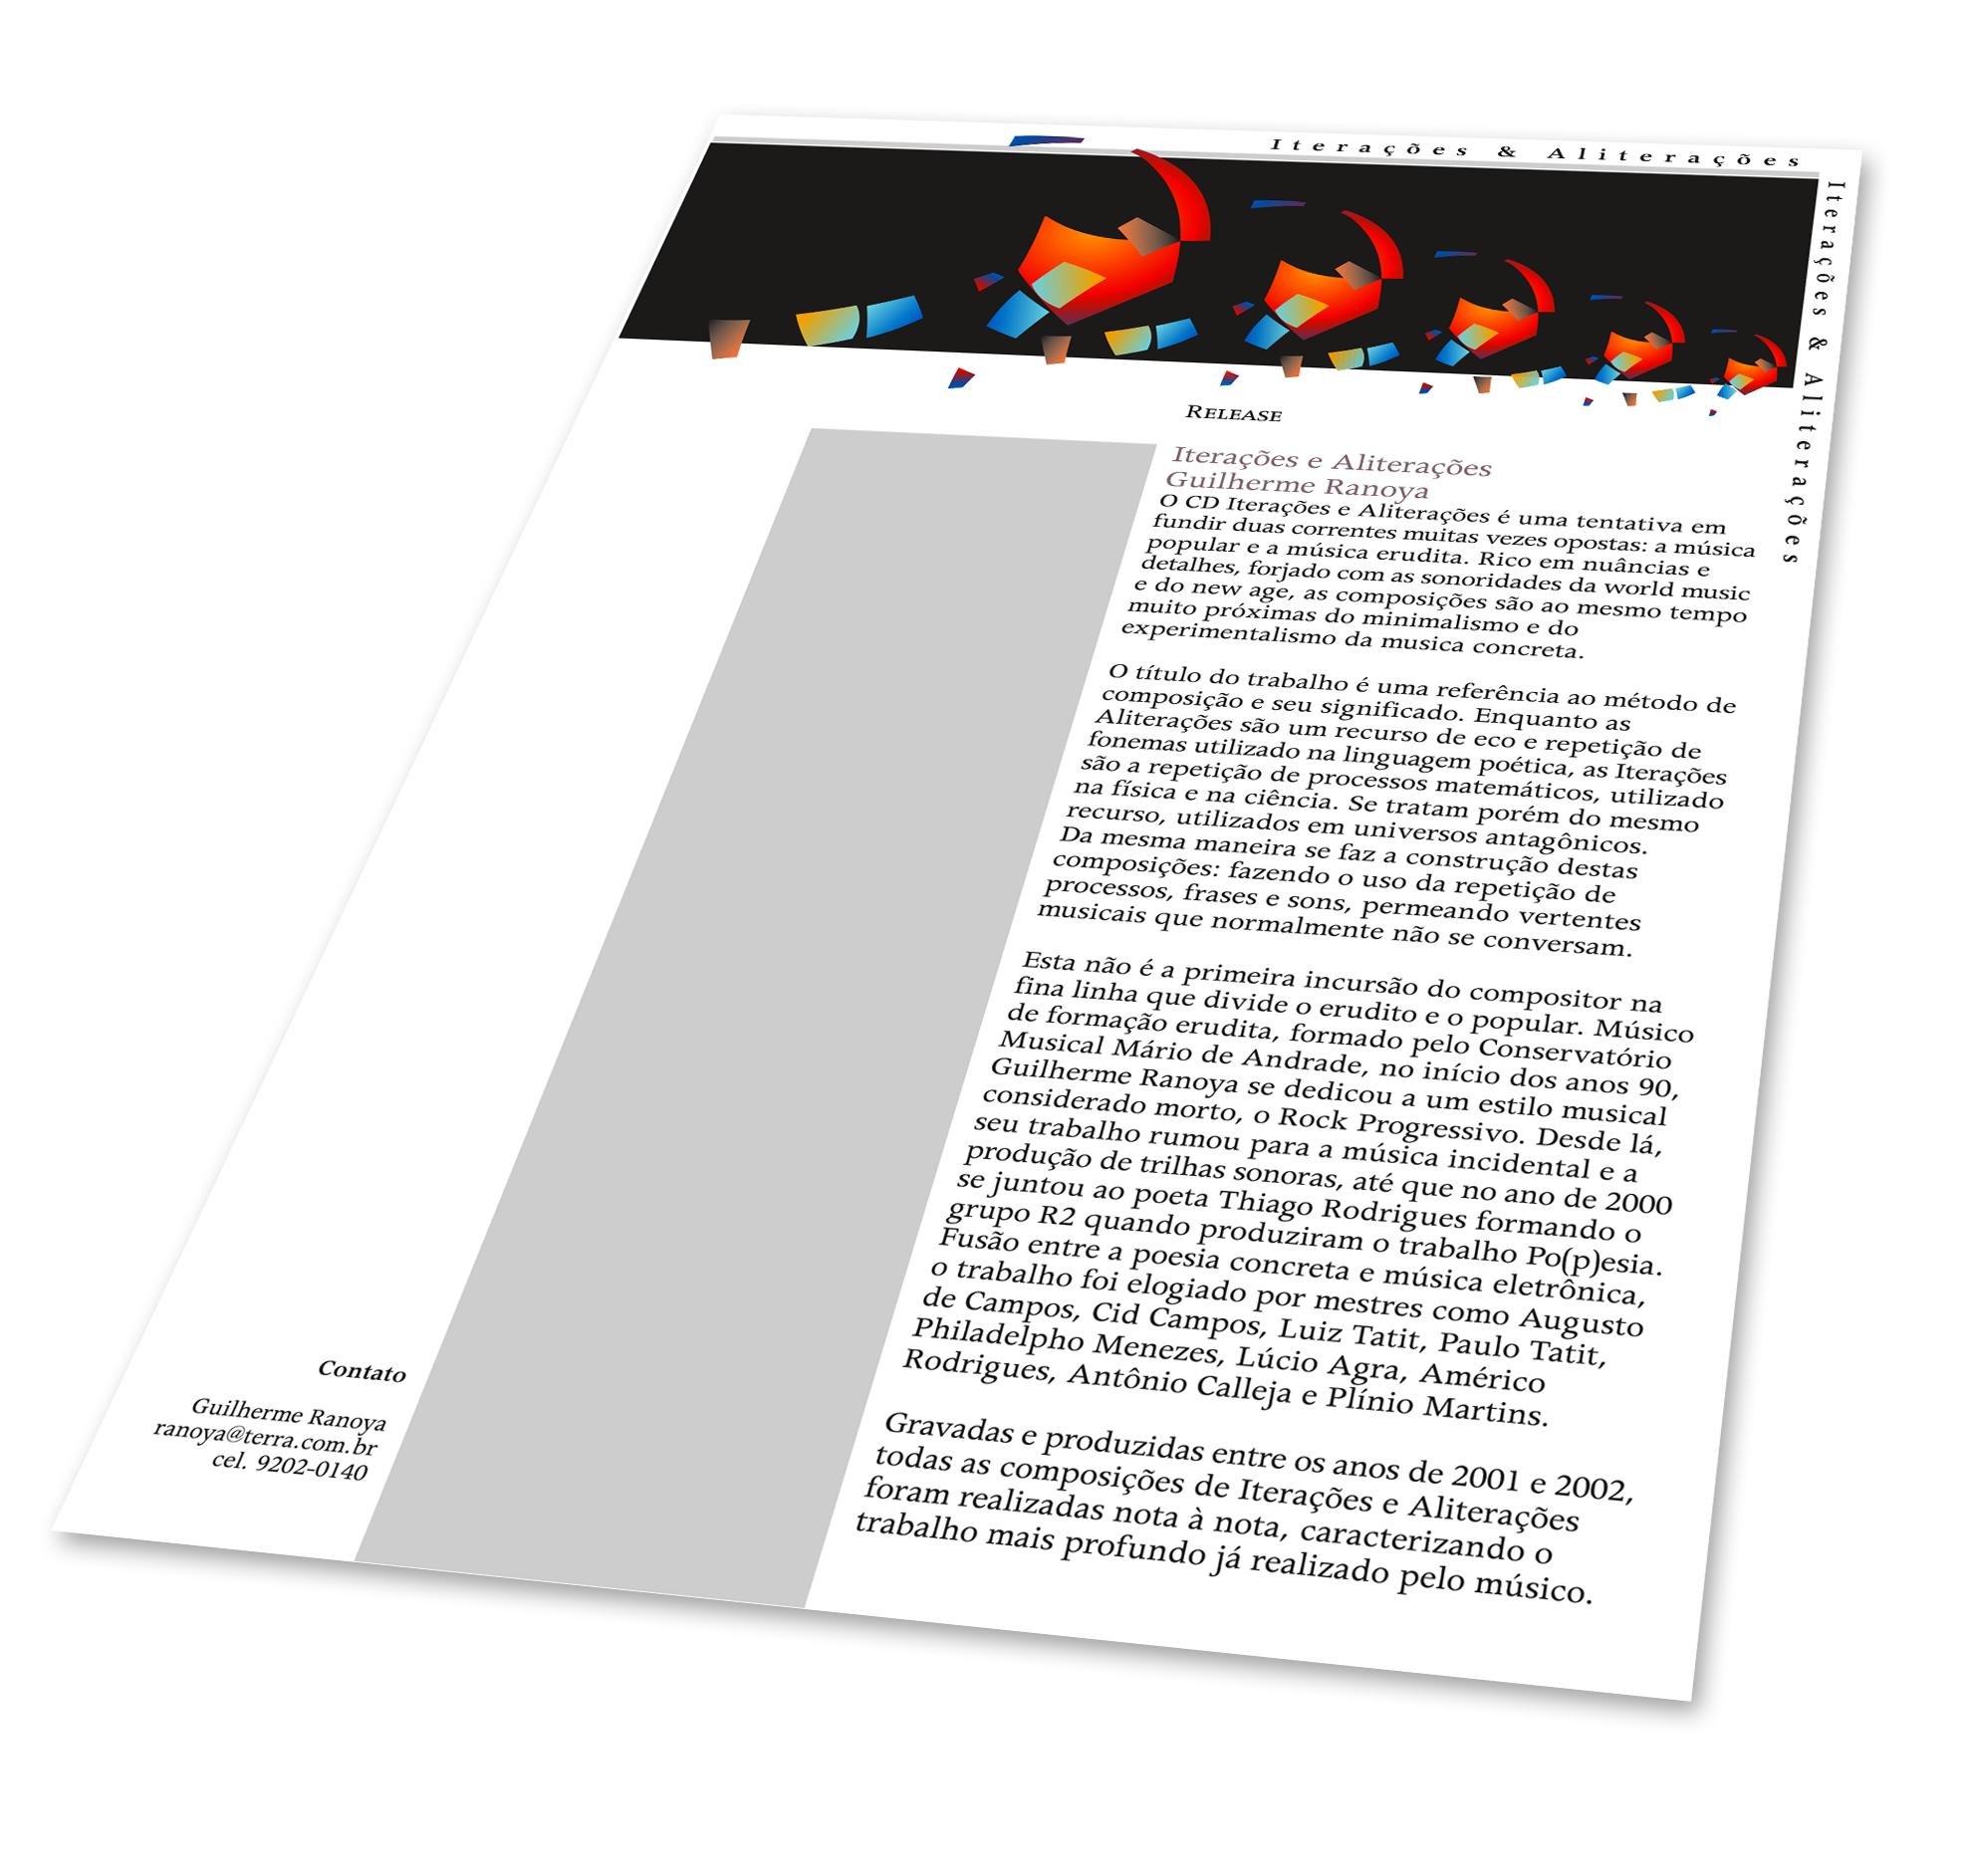 Iterações & Aliterações
Iterações & Aliterações
RELEASE
Iterações e Aliterações
Guilherme Ranoya
O CD Iterações e Aliterações é uma tentativa em
fundir duas correntes muitas vezes opostas: a música
popular e a música erudita. Rico em nuâncias e
detalhes, forjado com as sonoridades da world music
e do new age, as composições são ao mesmo tempo
muito próximas do minimalismo e do
experimentalismo da musica concreta.
O título do trabalho é uma referência ao método de
composição e seu significado. Enquanto as
Aliterações são um recurso de eco e repetição de
fonemas utilizado na linguagem poética, as Iterações
são a repetição de processos matemáticos, utilizado
na física e na ciência. Se tratam porém do mesmo
recurso, utilizados em universos antagônicos.
Da mesma maneira se faz a construção destas
composições: fazendo o uso da repetição de
processos, frases e sons, permeando vertentes
musicais que normalmente não se conversam.
Esta não é a primeira incursão do compositor na
fina linha que divide o erudito e o popular. Músico
de formação erudita, formado pelo Conservatório
Musical Mário de Andrade, no início dos anos 90,
Guilherme Ranoya se dedicou a um estilo musical
considerado morto, o Rock Progressivo. Desde lá,
seu trabalho rumou para a música incidental e a
produção de trilhas sonoras, até que no ano de 2000
se juntou ao poeta Thiago Rodrigues formando o
grupo R2 quando produziram o trabalho Po(p)esia.
Fusão entre a poesia concreta e música eletrônica,
o trabalho foi elogiado por mestres como Augusto
de Campos, Cid Campos, Luiz Tatit, Paulo Tatit,
Philadelpho Menezes, Lúcio Agra, Américo
Rodrigues, Antônio Calleja e Plínio Martins.
Gravadas e produzidas entre os anos de 2001 e 2002,
todas as composições de Iterações e Aliterações
foram realizadas nota à nota, caracterizando o
trabalho mais profundo já realizado pelo músico.
Contato
Guilherme Ranoya
ranoya@terra.com.br
cel. 9202-0140